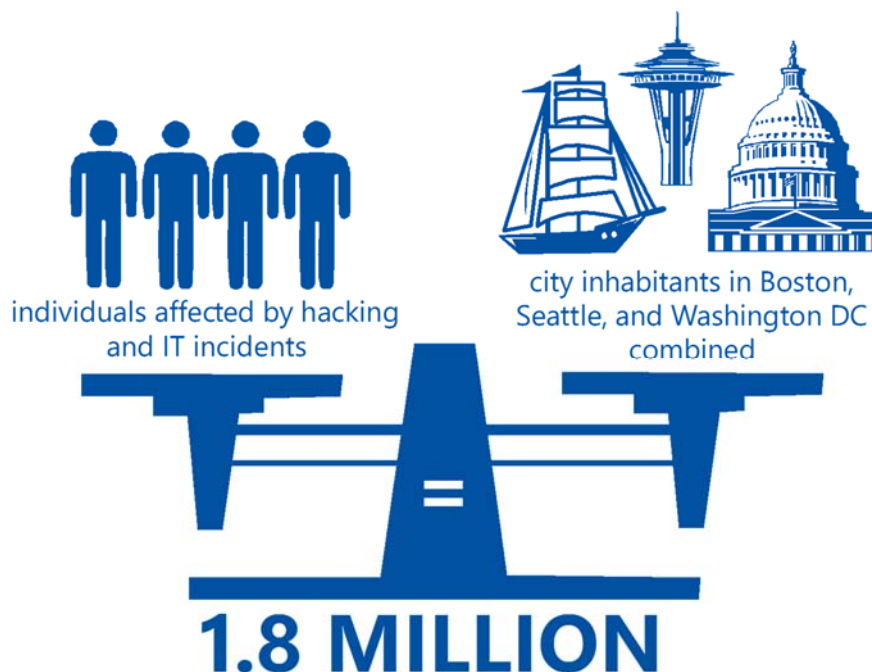 individuals affected by hacking
and IT incidents
city inhabitants in Boston,
Seattle, and Washington DC
combined
=
1.8 MILLION